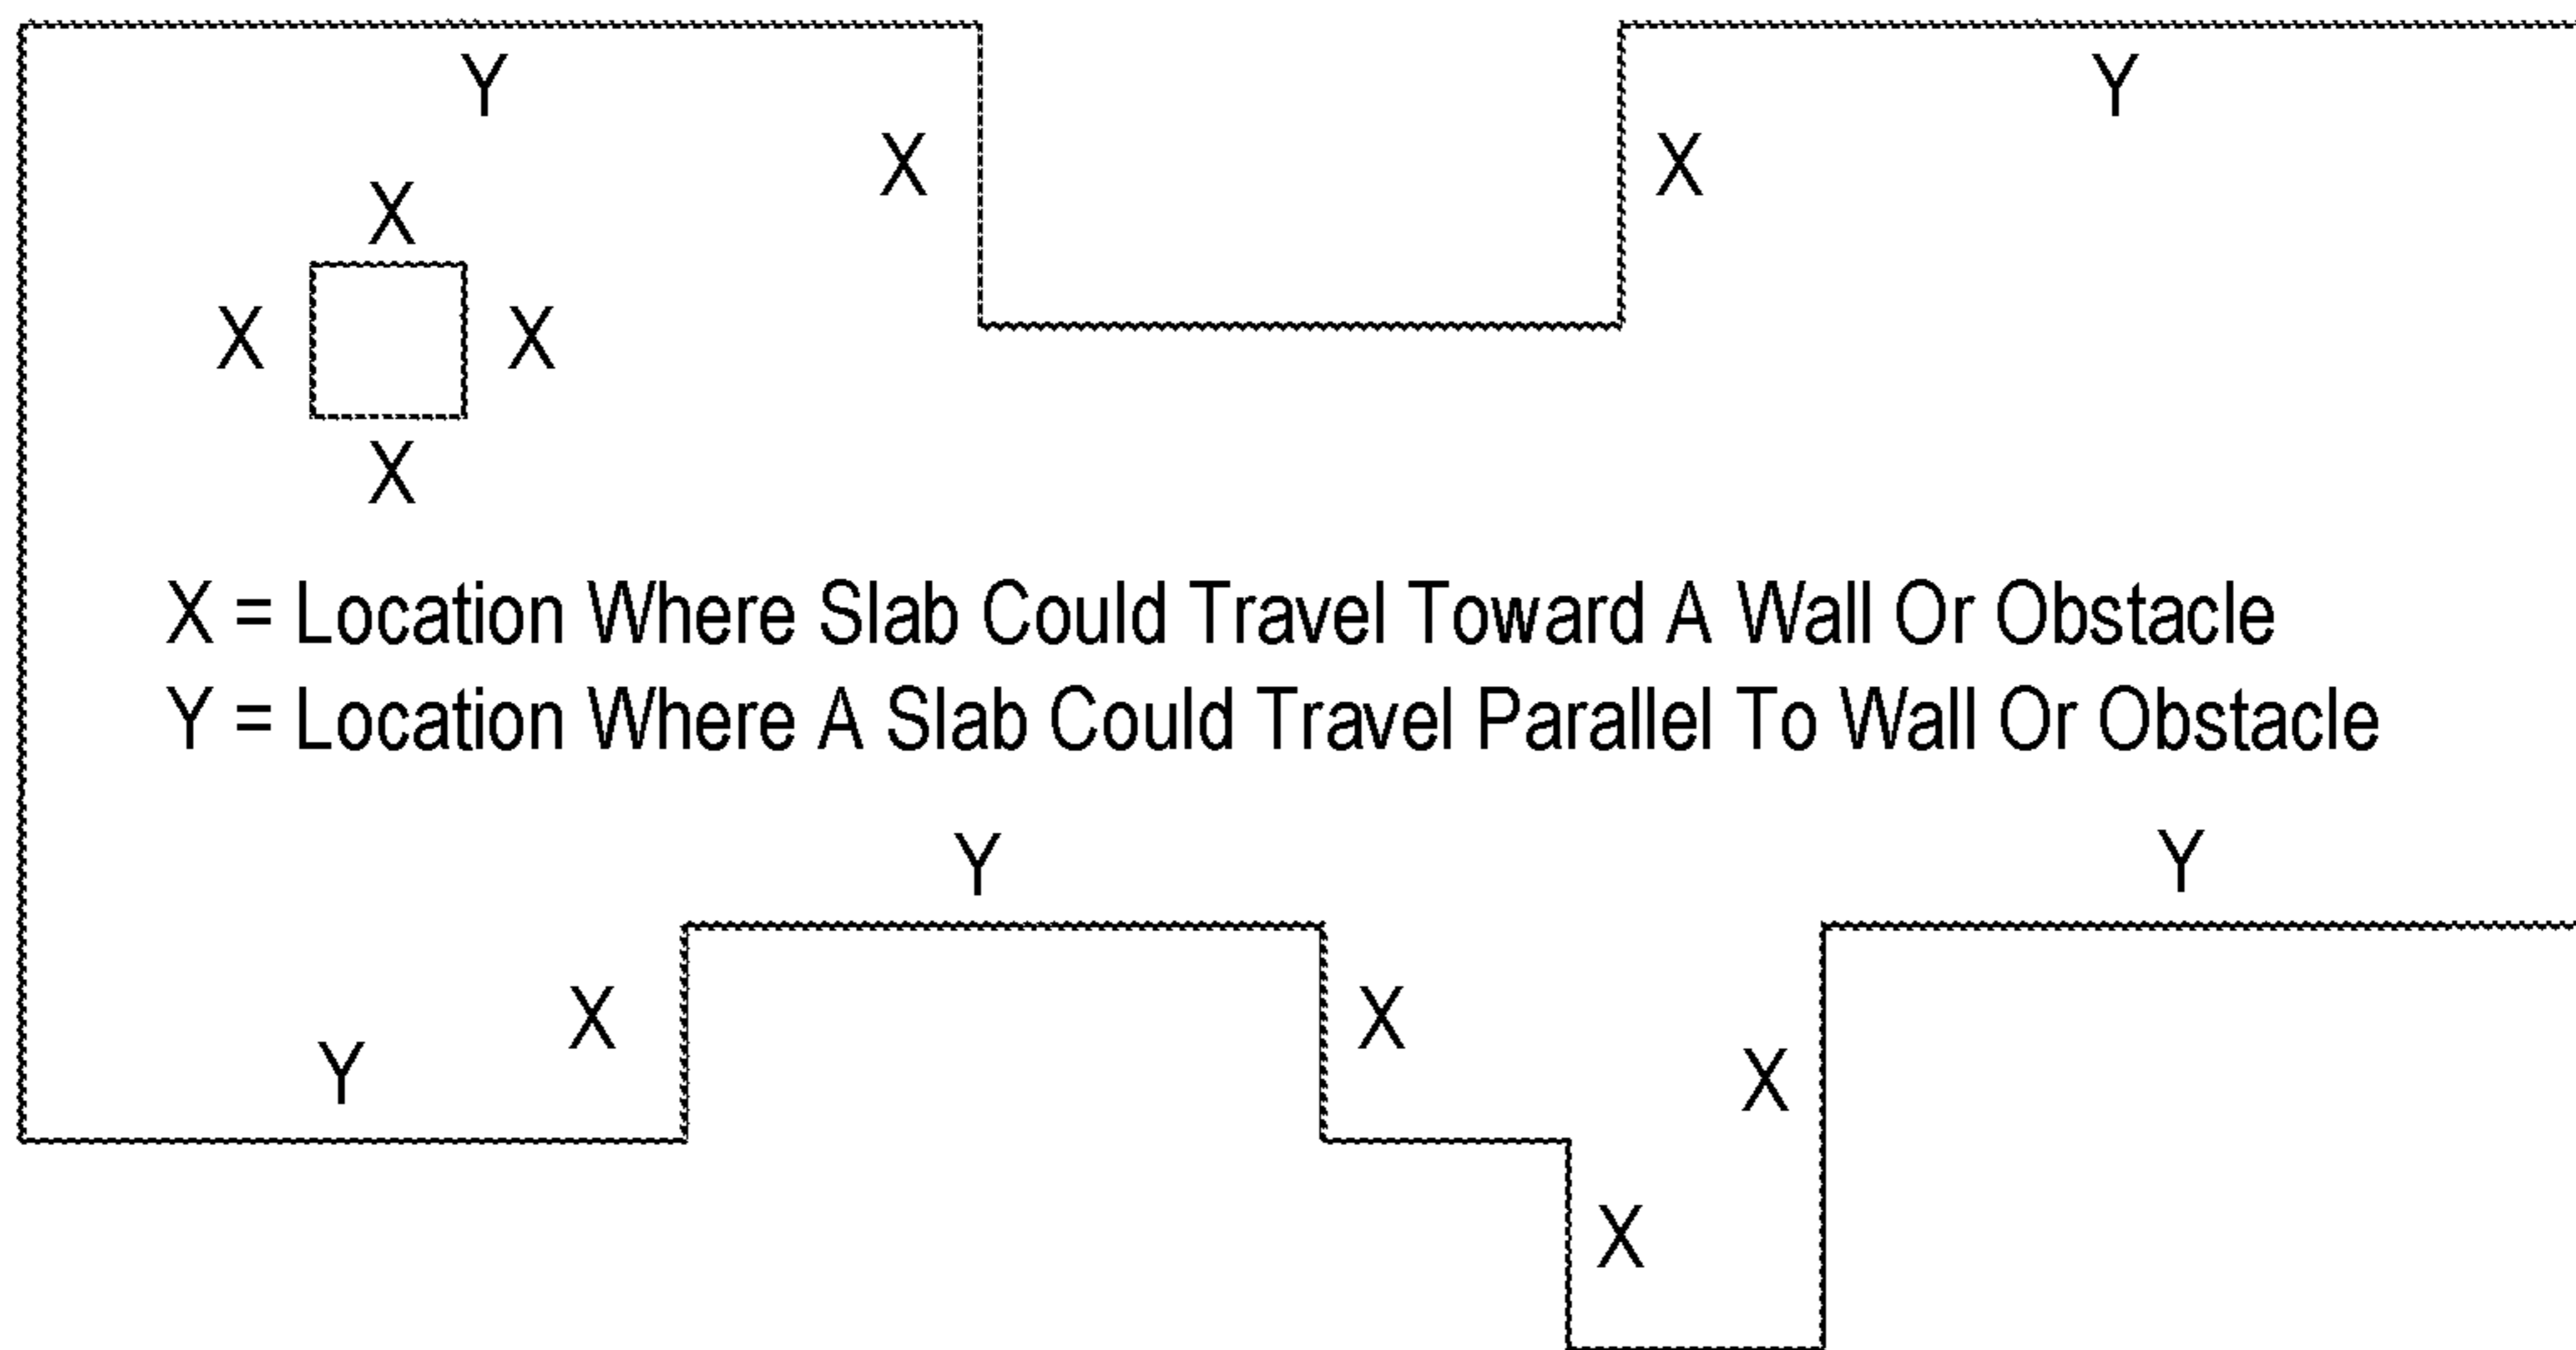 Y Y
X X
X
X X
X
X = Location Where Slab Could Travel Toward A Wall Or Obstacle
Y = Location Where A Slab Could Travel Parallel To Wall Or Obstacle
Y Y
X X
Y X
X